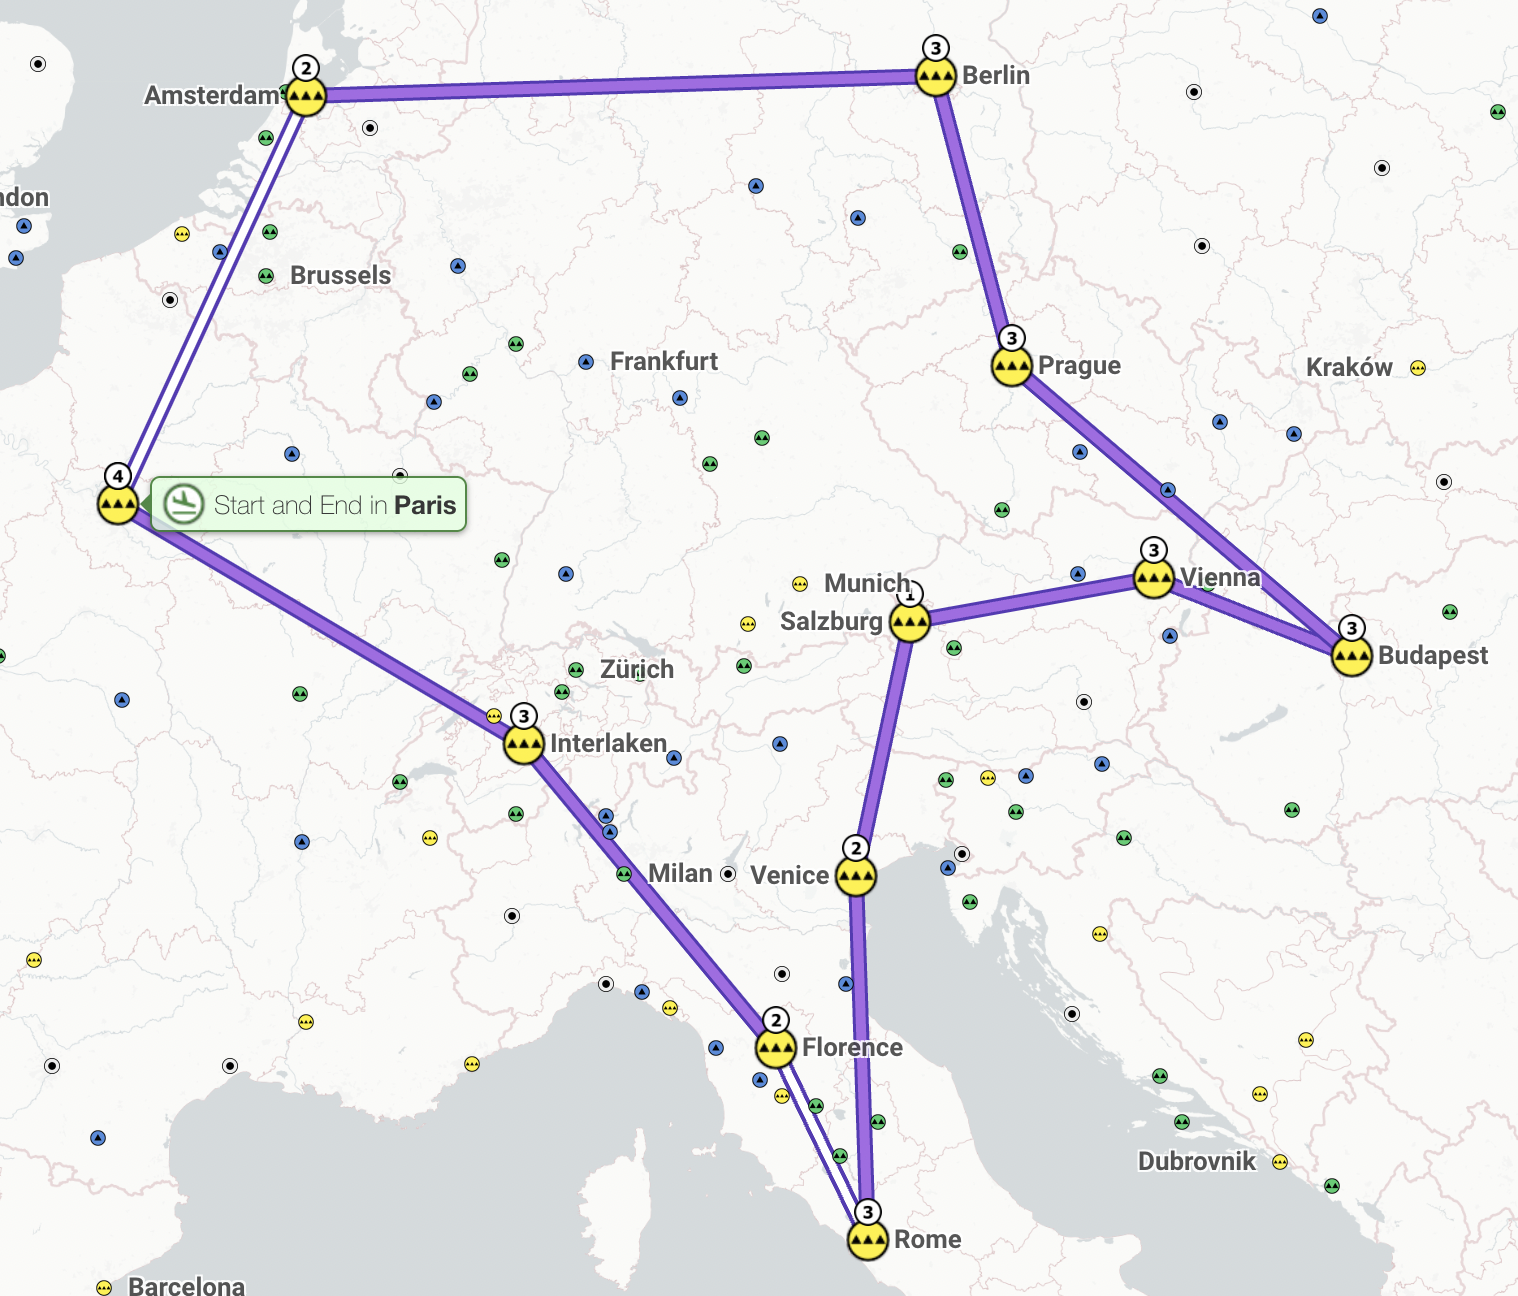 2
3
Amsterdam
Berlin
ndon
Brussels
3
Prague
Frankfurt
Kraków
4
Start and End in Paris
3
Vienna
Munich
1
Salzburg
3
Budapest
Zürich
3
Interlaken
2
Milan
Venice
2
Florence
Dubrovnik
3
Rome
Barcelona